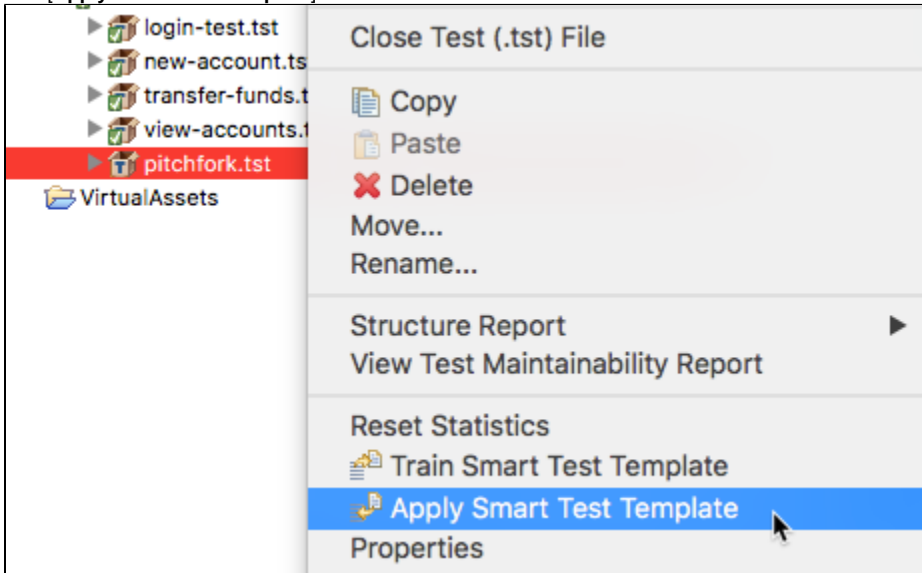 login-test.tst
new-account.ts
transfer-funds.t
view-accounts.t
pitchfork.tst
VirtualAssets
Close Test (.tst) File
Copy
Paste
Delete
Move...
Rename...
Structure Report
View Test Maintainability Report
Reset Statistics
Train Smart Test Template
Apply Smart Test Template
Properties